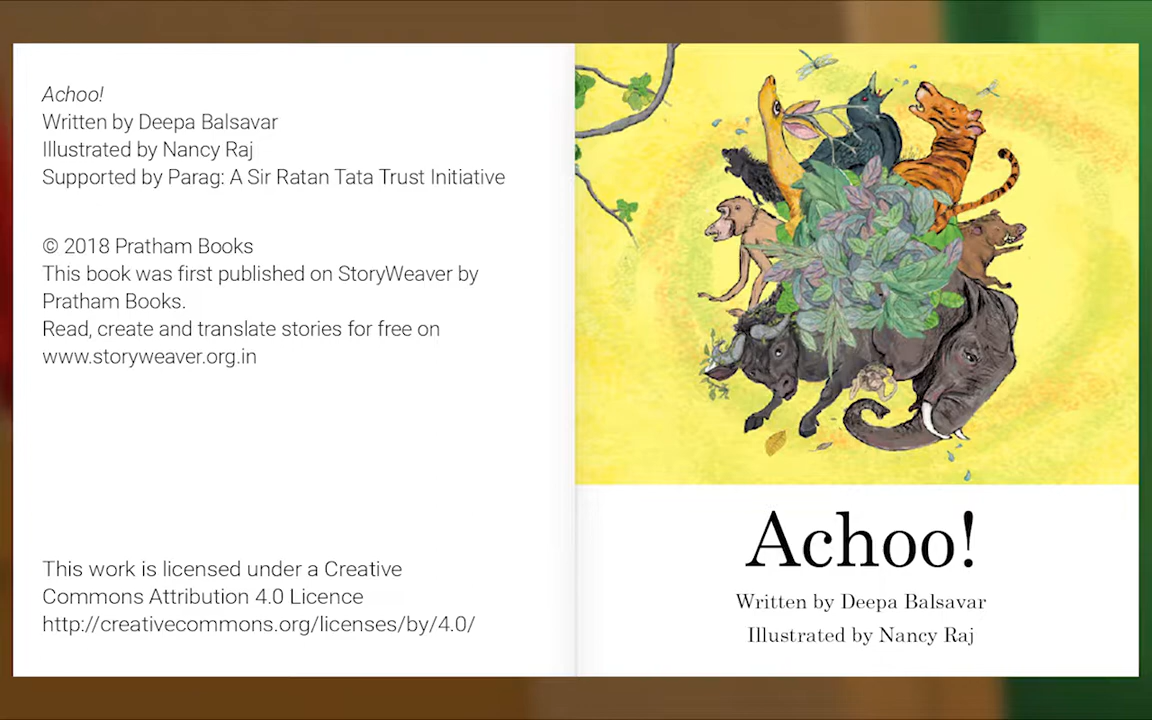 Achoo!
Written by Deepa Balsavar
Illustrated by Nancy Raj
Supported by Parag: A Sir Ratan Tata Trust Initiative
© 2018 Pratham Books
This book was first published on StoryWeaver by
Pratham Books.
Read, create and translate stories for free on
www.storyweaver.org.in
This work is licensed under a Creative
Commons Attribution 4.0 Licence
http://creativecommons.org/licenses/by/4.0/
Achoo!
Written by Deepa Balsavar
Illustrated by Nancy Raj